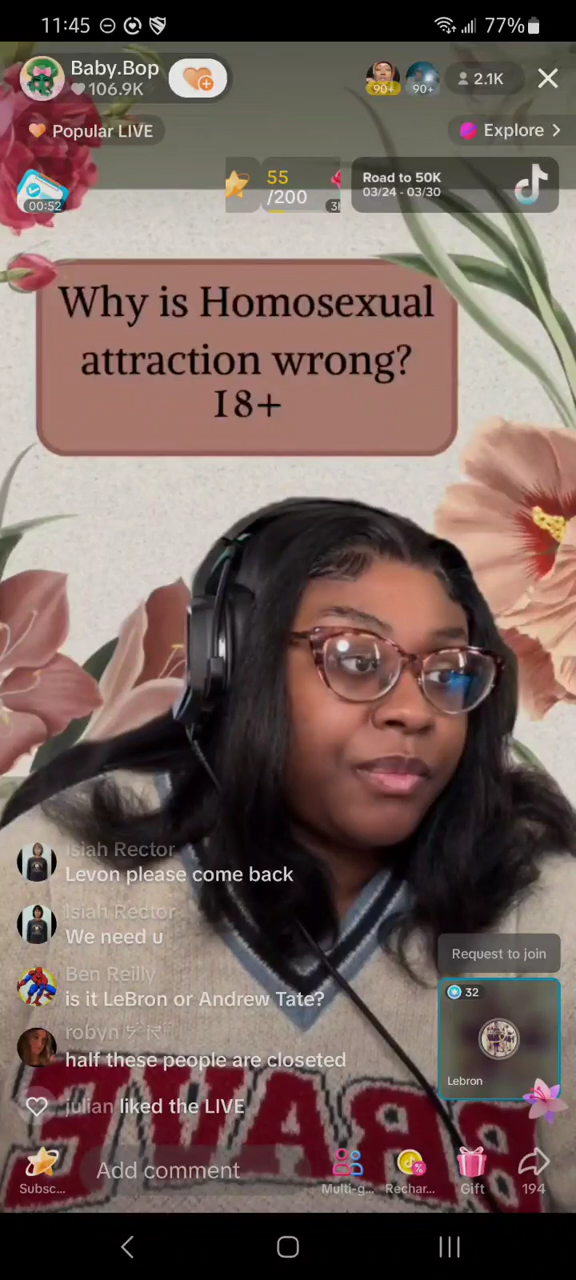 11:45
77%
Baby.Bop
106.9K
90+
90+
2.1K
Popular LIVE
Explore >
00:52
55
/200
Road to 50K
03/24 - 03/30
Why is Homosexual
attraction wrong?
18+
Isiah Rector
Levon please come back
Isiah Rector
We need u
Ben Reilly
is it LeBron or Andrew Tate?
robyn
half these people are closeted
julian liked the LIVE
Request to join
32
Lebron
BRAVE
Subsc...
Add comment
Multi-g...
Rechar...
Gift
194